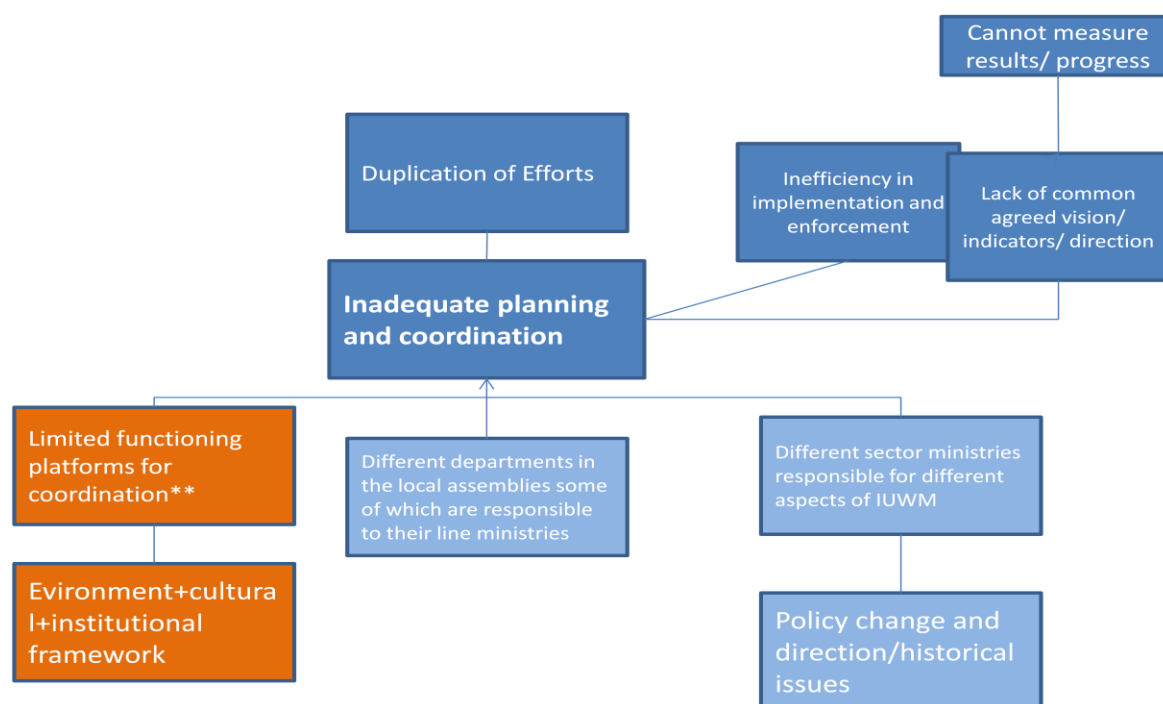 Cannot measure
results/ progress
Duplication of Efforts
Inefficiency in
implementation and
enforcement
Lack of common
agreed vision/
indicators/ direction
Inadequate planning
and coordination
Limited functioning
platforms for
coordination**
Different departments in
the local assemblies some
of which are responsible
to their line ministries
Different sector ministries
responsible for different
aspects of IUWM
Evironment+cultura
l+institutional
framework
Policy change and
direction/historical
issues